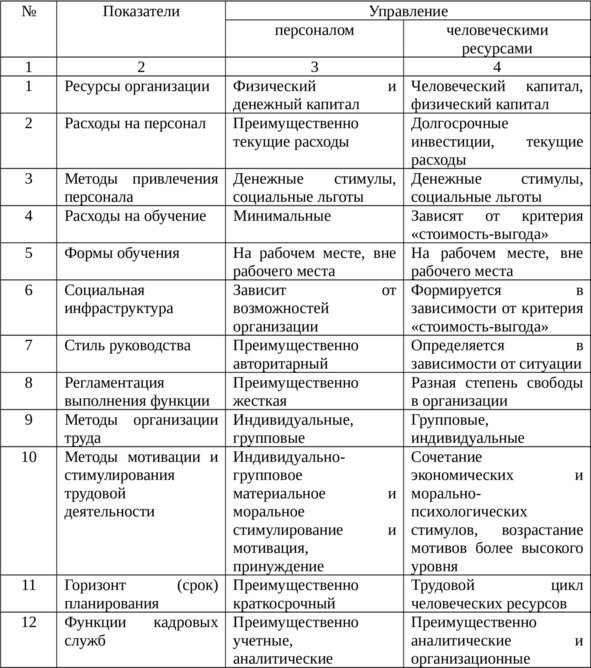 № Показатели Управление
персоналом человеческими
ресурсами
1 2 3 4
1 Ресурсы организации Физический и Человеческий капитал,
денежный капитал физический капитал
2 Расходы на персонал Преимущественно Долгосрочные
текущие расходы инвестиции, текущие
расходы
3 Методы привлечения Денежные стимулы, Денежные стимулы,
персонала социальные льготы социальные льготы
4 Расходы на обучение Минимальные Зависят от критерия
«стоимость-выгода»
5 Формы обучения На рабочем месте, вне На рабочем месте, вне
рабочего места рабочего места
6 Социальная Зависит от Формируется в
инфраструктура возможностей зависимости от критерия
организации «стоимость-выгода»
7 Стиль руководства Преимущественно Определяется в
авторитарный зависимости от ситуации
8 Регламентация Преимущественно Разная степень свободы
выполнения функции жесткая в организации
9 Методы организации Индивидуальные, Групповые,
труда групповые индивидуальные
10 Методы мотивации и Индивидуально- Сочетание
стимулирования групповое экономических и
трудовой материальное и морально-
деятельности моральное психологических
стимулирование и стимулов, возрастание
мотивация, мотивов более высокого
принуждение уровня
11 Горизонт (срок) Преимущественно Трудовой цикл
планирования краткосрочный человеческих ресурсов
12 Функции кадровых Преимущественно Преимущественно
служб учетные, аналитические и
аналитические организационные